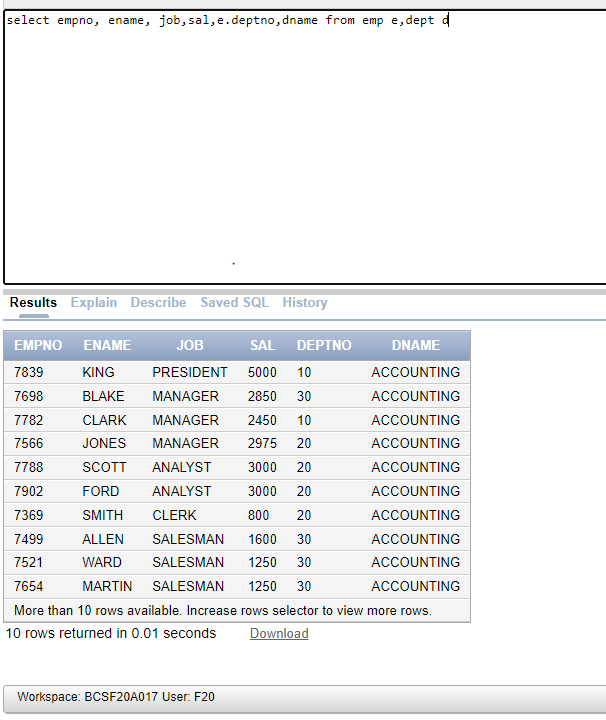 select empno, ename, job,sal,e.deptno,dname from emp e,dept d
Results Explain Describe Saved SQL History
EMPNO ENAME JOB SAL DEPTNO DNAME
7839 KING PRESIDENT 5000 10 ACCOUNTING
7698 BLAKE MANAGER 2850 30 ACCOUNTING
7782 CLARK MANAGER 2450 10 ACCOUNTING
7566 JONES MANAGER 2975 20 ACCOUNTING
7788 SCOTT ANALYST 3000 20 ACCOUNTING
7902 FORD ANALYST 3000 20 ACCOUNTING
7369 SMITH CLERK 800 20 ACCOUNTING
7499 ALLEN SALESMAN 1600 30 ACCOUNTING
7521 WARD SALESMAN 1250 30 ACCOUNTING
7654 MARTIN SALESMAN 1250 30 ACCOUNTING
More than 10 rows available. Increase rows selector to view more rows.
10 rows returned in 0.01 seconds Download
Workspace: BCSF20A017 User: F20